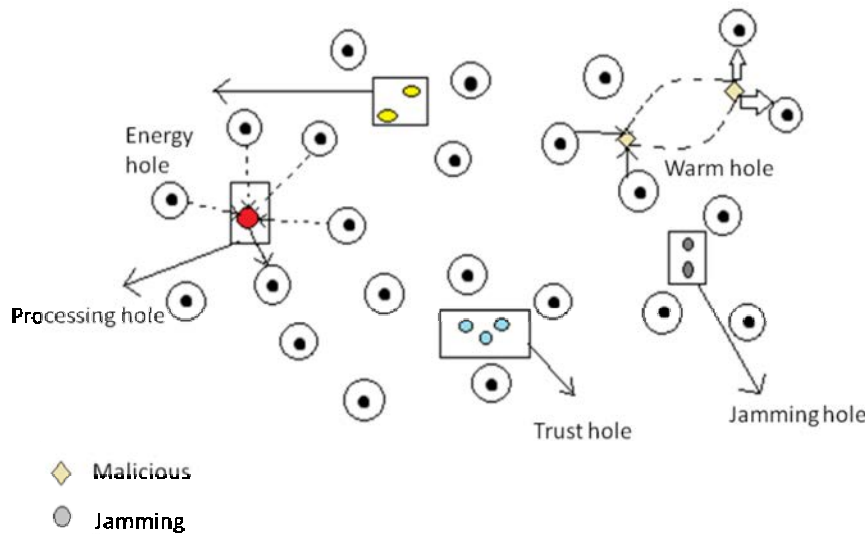 Energy
hole
Warm hole
Processing hole
Jamming hole
Trust hole
Malicious
Jamming